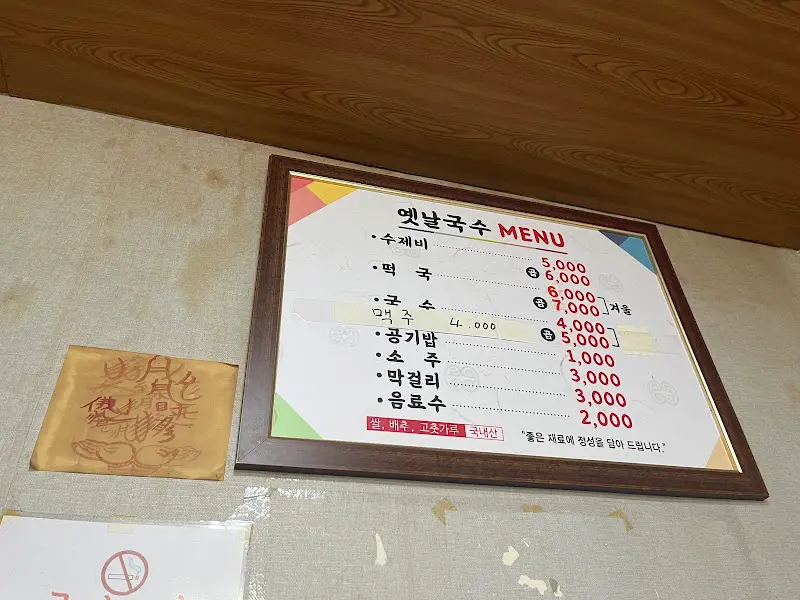 옛날국수 MENU
•수제비 5,000
곱 6,000
•떡 국 6,000
곱 7,000 겨울
•국 수 4,000
맥 주 4.000
곱 5,000
•공기밥 1,000
•소 주 3,000
•막걸리 3,000
•음료수 2,000
쌀, 배추, 고춧가루 국내산
"좋은 재료에 정성을 담아 드립니다."